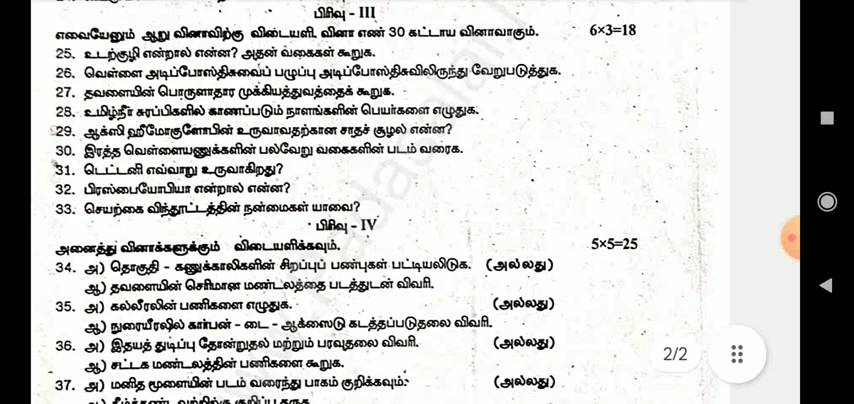 பிரிவு - III
எவையேனும் ஆறு வினாவிற்கு விடையளி. வினா எண் 30 கட்டாய வினாவாகும். 6×3=18
25. உடற்குழி என்றால் என்ன? அதன் வகைகள் கூறுக.
26. வெள்ளை அடிப்போஸ்திசுவைப் பழுப்பு அடிப்போஸ்திசுவிலிருந்து வேறுபடுத்துக.
27. தவளையின் பொருளாதார முக்கியத்துவத்தைக் கூறுக.
28. உமிழ்நீர் சுரப்பிகளில் காணப்படும் நாளங்களின் பெயர்களை எழுதுக.
29. ஆக்ஸி ஹீமோகுளோபின் உருவாவதற்கான சாதச் சூழல் என்ன?
30. இரத்த வெள்ளையணுக்களின் பல்வேறு வகைகளின் படம் வரைக.
31. டெட்டனி எவ்வாறு உருவாகிறது?
32. பிரஸ்பையோபியா என்றால் என்ன?
33. செயற்கை விந்தூட்டத்தின் நன்மைகள் யாவை?
பிரிவு - IV
அனைத்து வினாக்களுக்கும் விடையளிக்கவும். 5×5=25
34. அ) தொகுதி - கணுக்காலிகளின் சிறப்புப் பண்புகள் பட்டியலிடுக. (அல்லது)
ஆ) தவளையின் செரிமான மண்டலத்தை படத்துடன் விவரி.
35. அ) கல்லீரலின் பணிகளை எழுதுக. (அல்லது)
ஆ) நுரையீரலில் கார்பன் - டை - ஆக்ஸைடு கடத்தப்படுதலை விவரி.
36. அ) இதயத் துடிப்பு தோன்றுதல் மற்றும் பரவுதலை விவரி. (அல்லது)
ஆ) சட்டக மண்டலத்தின் பணிகளை கூறுக.
2/2
37. அ) மனித மூளையின் படம் வரைந்து பாகம் குறிக்கவும். (அல்லது)